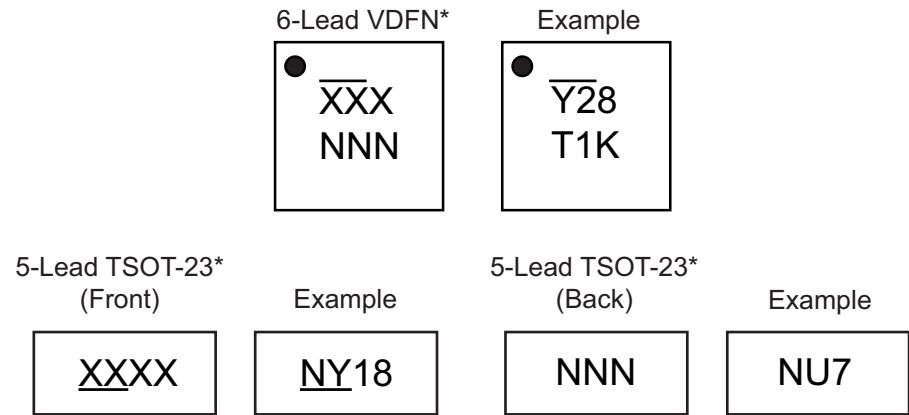 6-Lead VDFN*
Example
XXX
NNN
Y28
T1K
5-Lead TSOT-23*
(Front)
Example
5-Lead TSOT-23*
(Back)
Example
XXXX
NY18
NNN
NU7